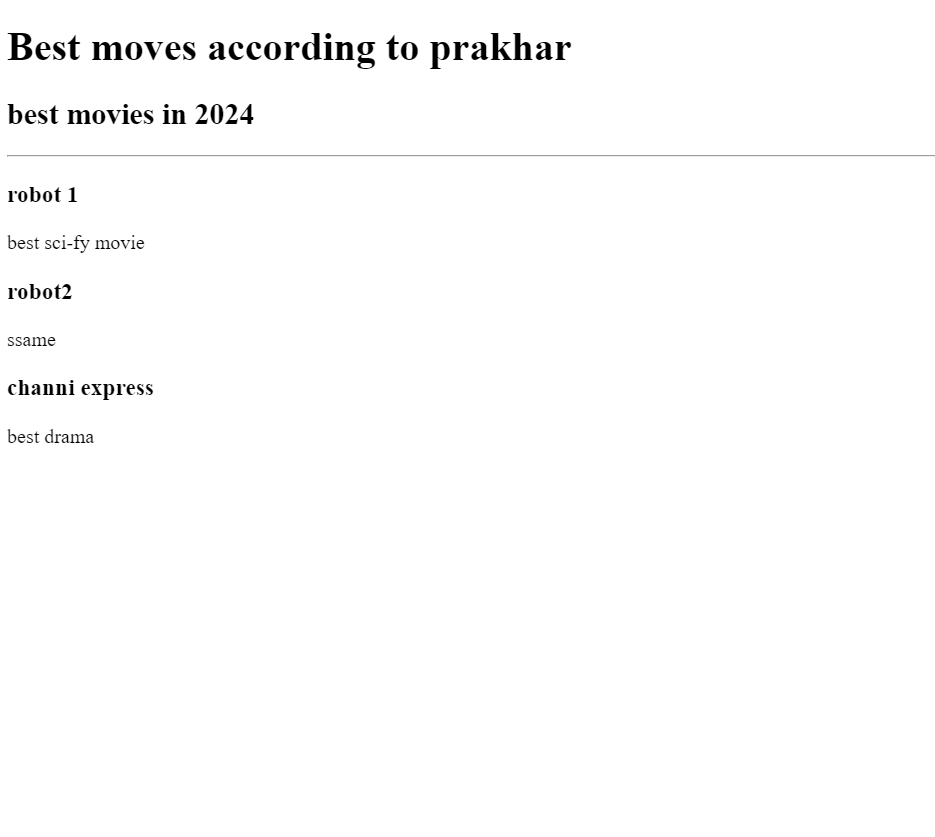 Best moves according to prakhar
best movies in 2024
robot 1
best sci-fy movie
robot2
ssame
channi express
best drama